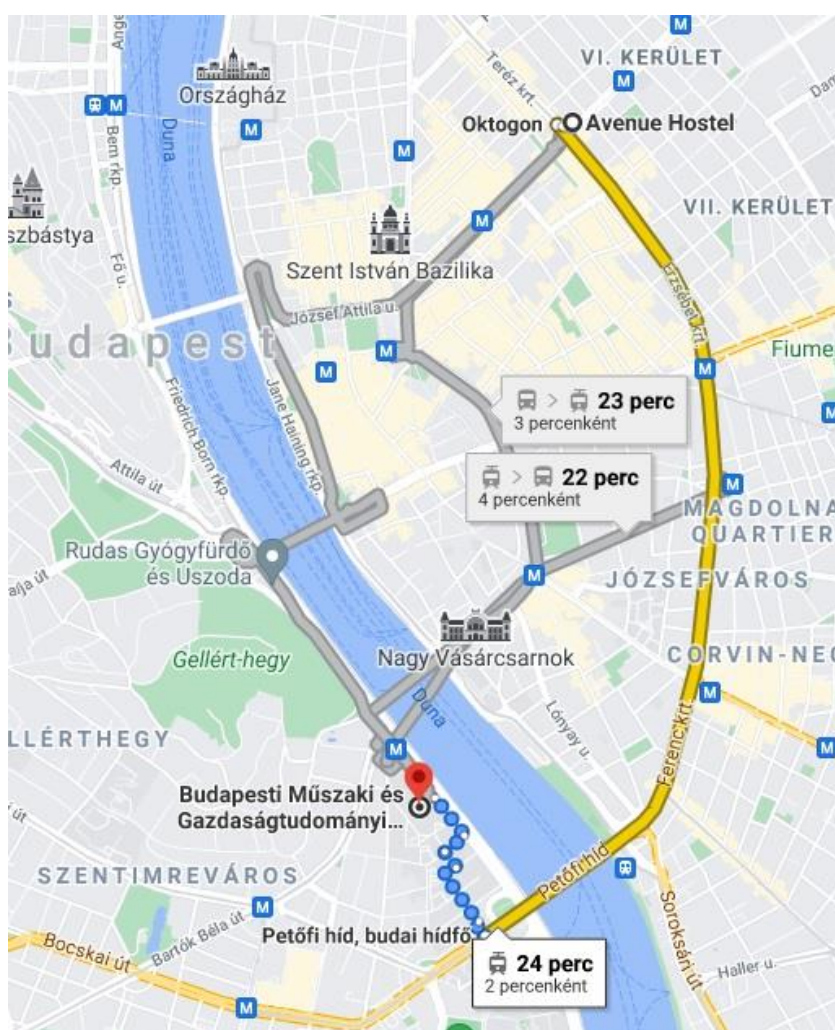 VI. KERÜLET
Teréz krt.
Országház
Oktogon
Avenue Hostel
Duna
Bem rkp.
VII. KERÜLET
szbástya
Fő u.
Szent István Bazilika
Erzsébet krt.
József Attila u.
Budapest
Fiume
Jane Haining rkp.
Friedrich Born rkp.
23 perc
3 percenként
Attila út
22 perc
4 percenként
MAGDOLNA
QUARTIER
Rudas Gyógyfürdő
és Uszoda
JÓZSEFVÁROS
Nagy Vásárcsarnok
Gellért-hegy
CORVIN-NEG
Duna
LLÉRTHEGY
Lónyay u.
Ferenc krt.
Budapesti Műszaki és
Gazdaságtudományi...
Petőfi híd
SZENTIMREVÁROS
Bartók Béla út
Petőfi híd, budai hídfő
Soroksári út
Bocskai út
24 perc
2 percenként
Haller u.